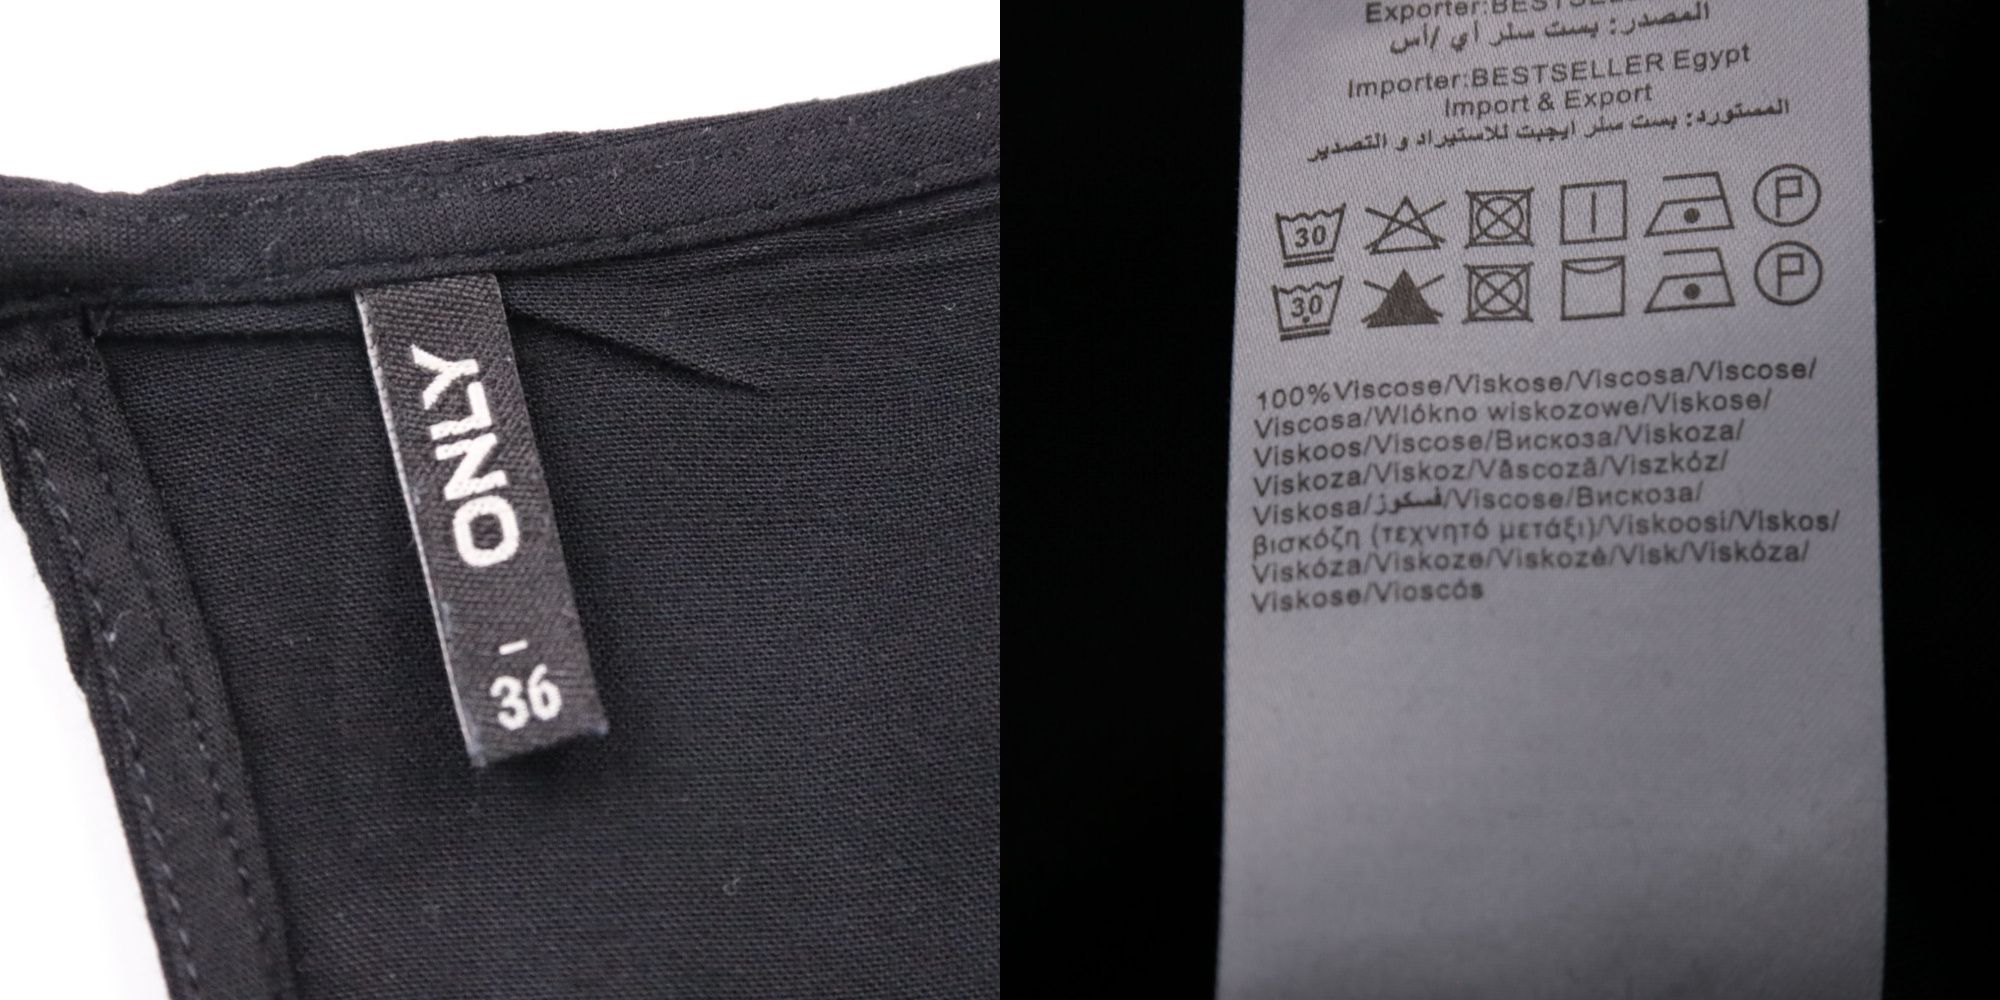 ONLY
-
36
Exporter:BESTSELLER
المصدر: بست سلر أي /أس
Importer:BESTSELLER Egypt
Import & Export
المستورد: بست سلر ايجبت للاستيراد و التصدير
30
P
30
P
100%Viscose/Viskose/Viscosa/Viscose/
Viscosa/Wlókno wiskozowe/Viskose/
Viskoos/Viscose/Вискоза/Viskoza/
Viskoza/Viskoz/Vâscoză/Viszkóz/
Viskosa/فسكوز/Viscose/Вискоза/
βισκόζη (τεχνητό μετάξι)/Viskoosi/Viskos/
Viskóza/Viskoze/Viskozė/Visk/Viskóza/
Viskose/Vioscós